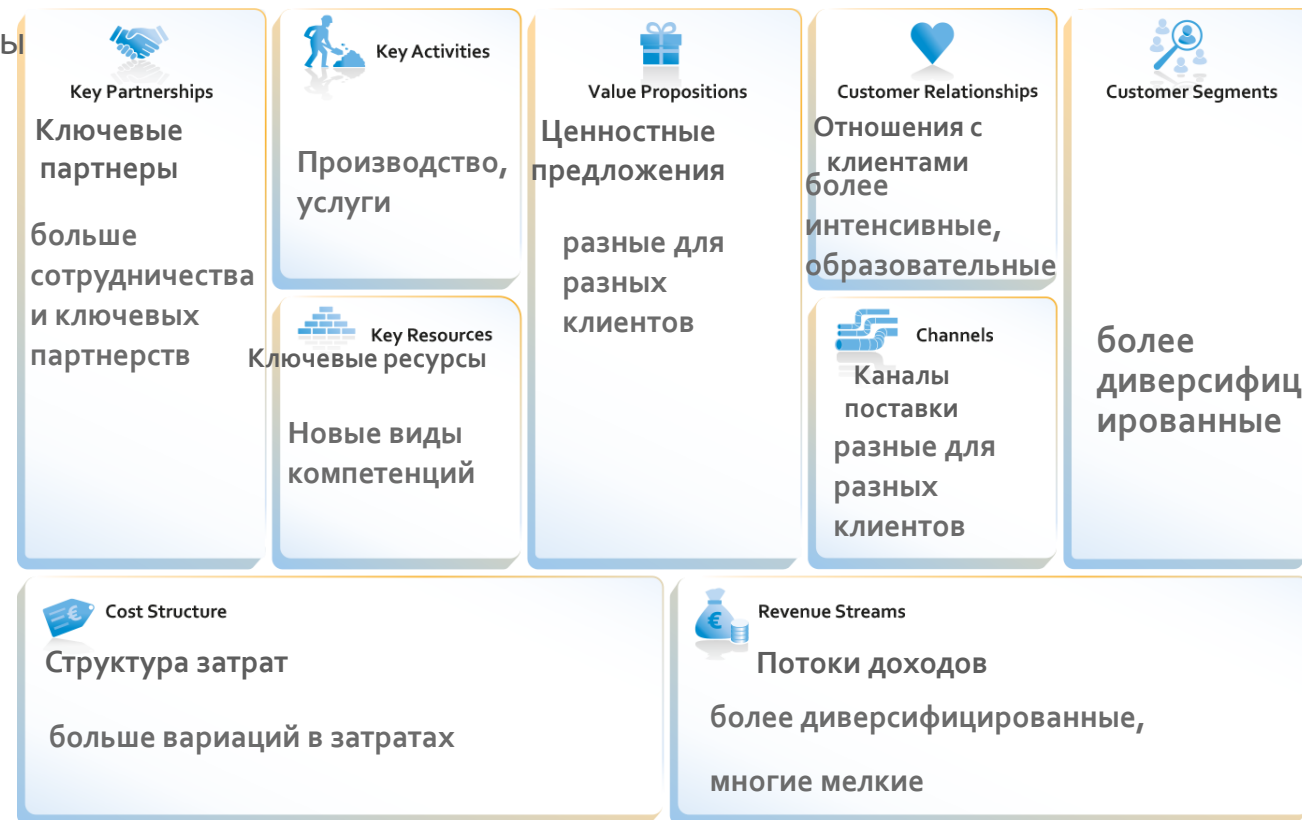 ы
Key Partnerships
Ключевые
партнеры
больше
сотрудничества
и ключевых
партнерств
Key Activities
Производство,
услуги
Key Resources
Ключевые ресурсы
Новые виды
компетенций
Value Propositions
Ценностные
предложения
разные для
разных
клиентов
Customer Relationships
Отношения с
клиентами
более
интенсивные,
образовательные
Channels
Каналы
поставки
разные для
разных
клиентов
Customer Segments
более
диверсифиц
ированные
Cost Structure
Структура затрат
больше вариаций в затратах
Revenue Streams
Потоки доходов
более диверсифицированные,
многие мелкие